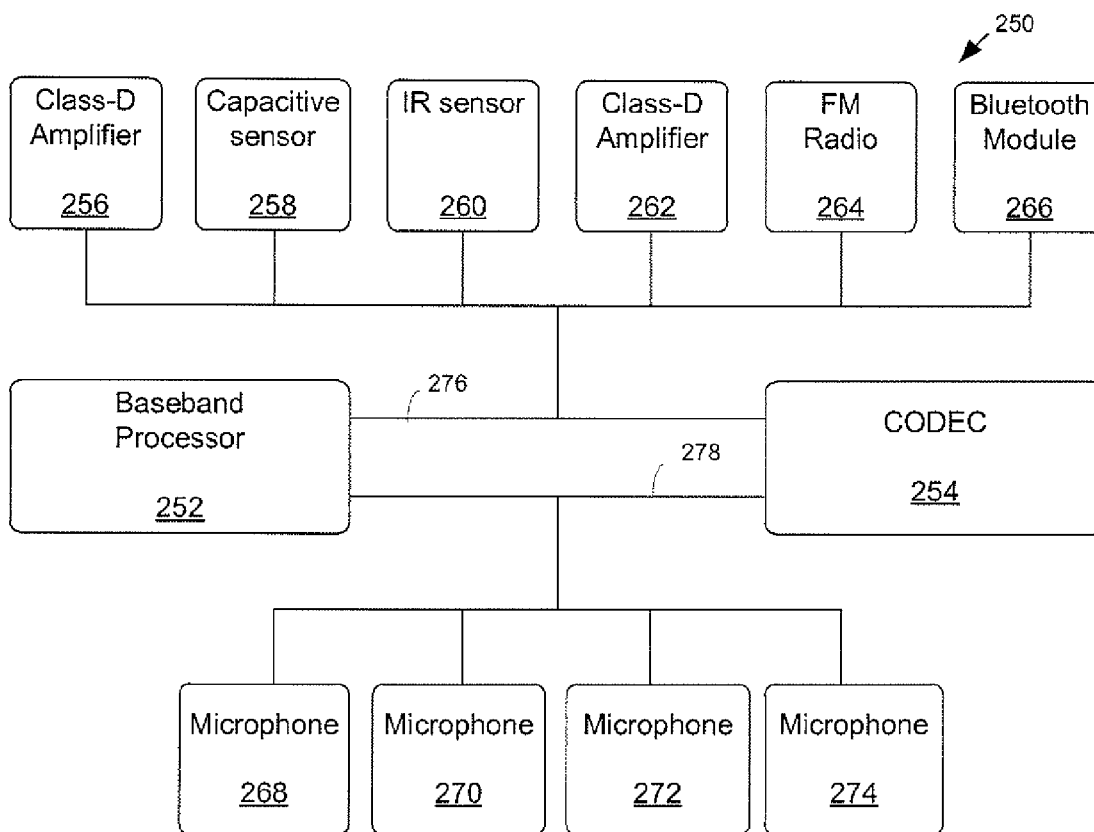 250
Class-D
Amplifier
256
Capacitive
sensor
258
IR sensor
260
Class-D
Amplifier
262
FM
Radio
264
Bluetooth
Module
266
Baseband
Processor
252
276
278
CODEC
254
Microphone
268
Microphone
270
Microphone
272
Microphone
274